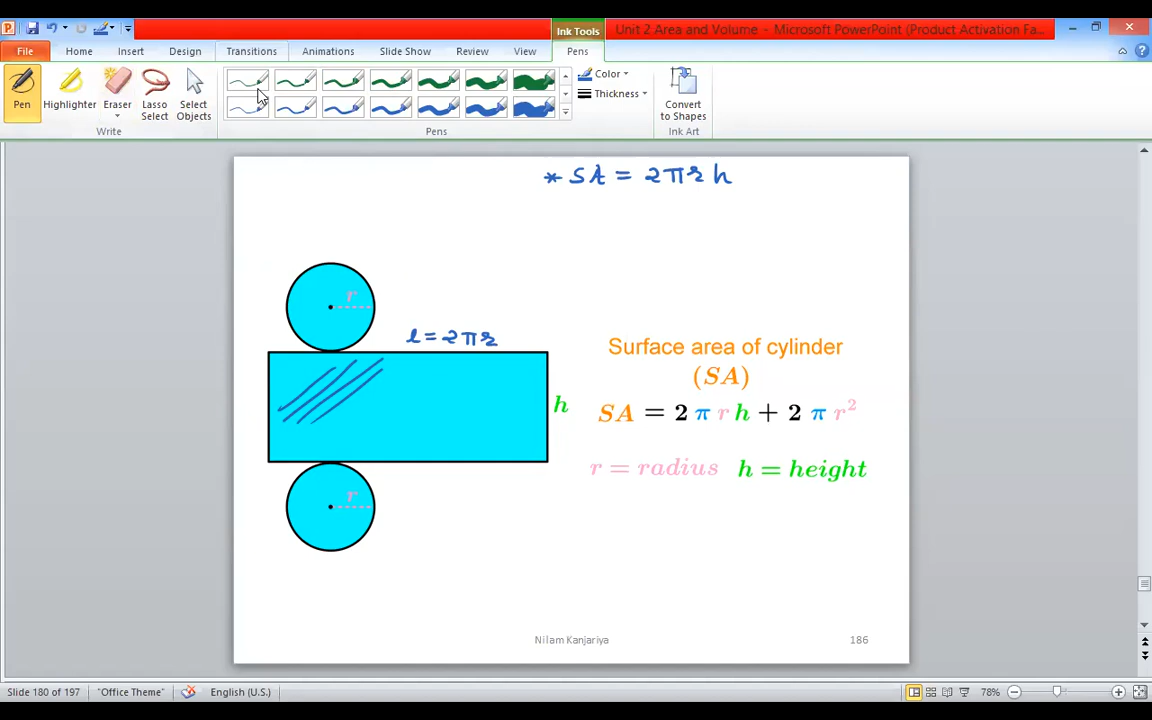 Ink Tools
Unit 2 Area and Volume - Microsoft PowerPoint (Product Activation Fa...
File Home Insert Design Transitions Animations Slide Show Review View Pens
Pen Highlighter Eraser Lasso Select Select Objects
Color Thickness
Convert to Shapes
Write Pens Ink Art
* SA = 2πr h
r
l = 2πr
h
r
Surface area of cylinder
(SA)
SA = 2 π r h + 2 π r²
r = radius h = height
Nilam Kanjariya 186
Slide 180 of 197 "Office Theme" English (U.S.) 78%